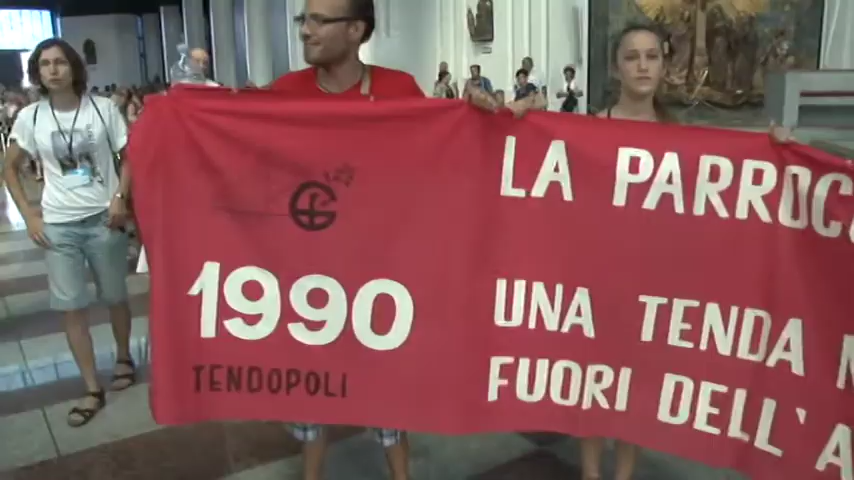 1990
TENDOPOLI
LA PARROC
UNA TENDA
FUORI DELL'A